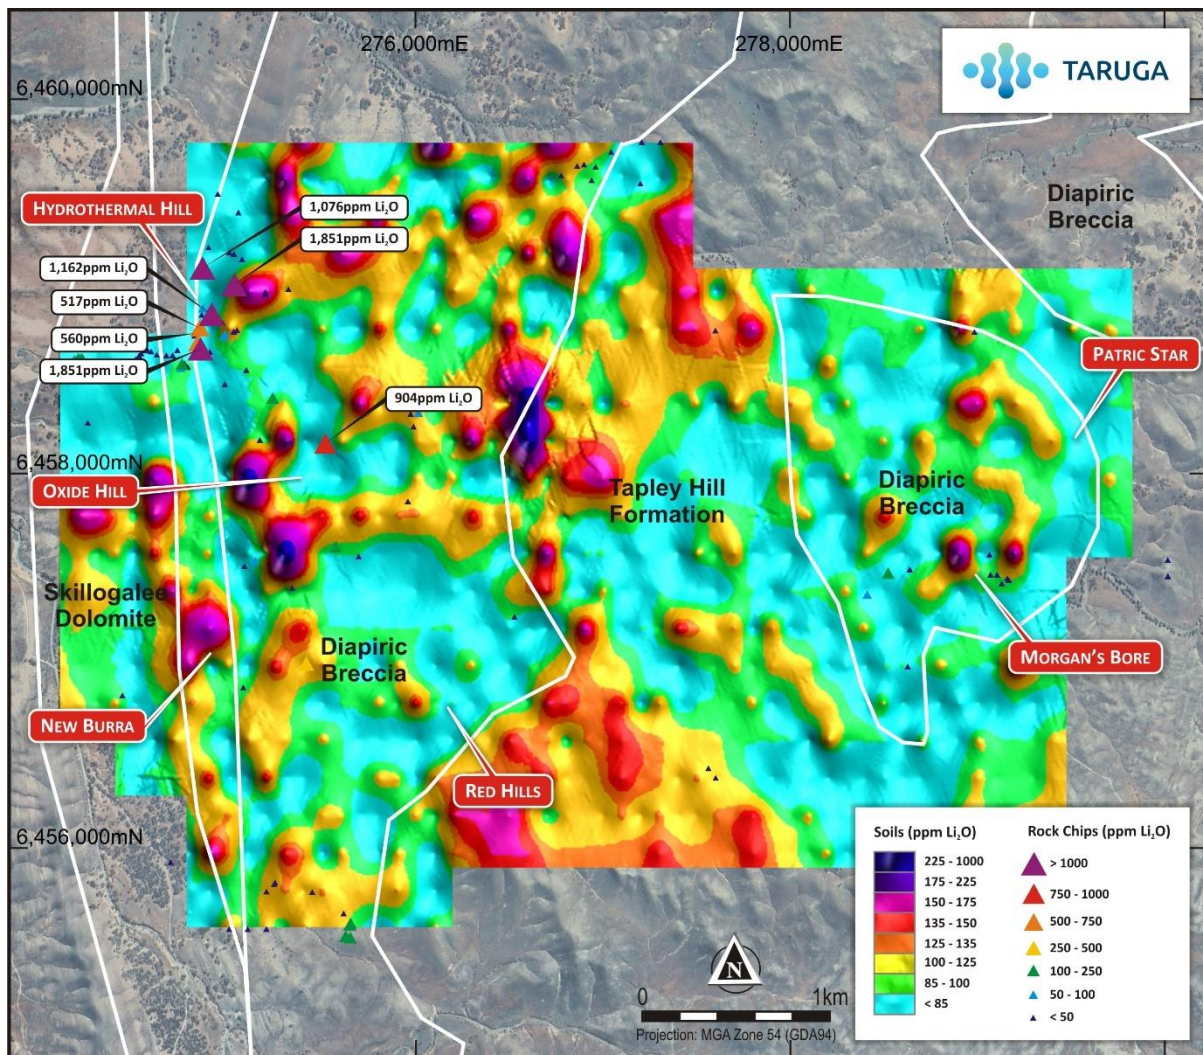 276,000mE
278,000mE
TARUGA
6,460,000mN
HYDROTHERMAL HILL
1,076ppm Li₂O
1,851ppm Li₂O
1,162ppm Li₂O
517ppm Li₂O
560ppm Li₂O
1,851ppm Li₂O
Diapiric
Breccia
PATRIC STAR
904ppm Li₂O
6,458,000mN
OXIDE HILL
Tapley Hill
Formation
Diapiric
Breccia
Skillogalee
Dolomite
Diapiric
Breccia
MORGAN'S BORE
NEW BURRA
RED HILLS
6,456,000mN
Soils (ppm Li₂O)
225 - 1000
175 - 225
150 - 175
135 - 150
125 - 135
100 - 125
85 - 100
< 85
Rock Chips (ppm Li₂O)
> 1000
750 - 1000
500 - 750
250 - 500
100 - 250
50 - 100
< 50
N
0 1km
Projection: MGA Zone 54 (GDA94)